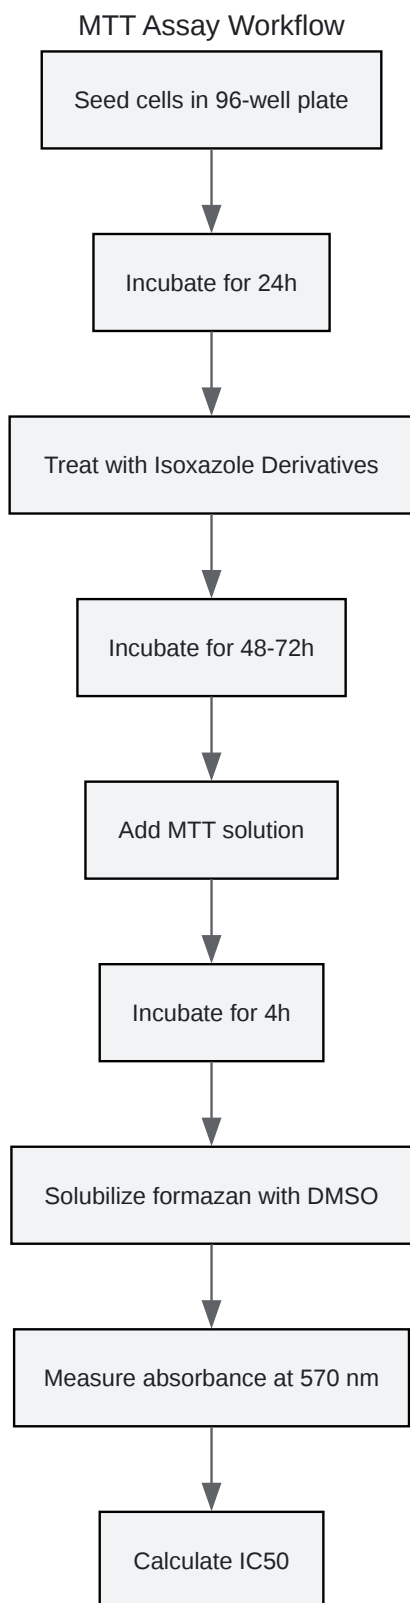 MTT Assay Workflow
Seed cells in 96-well plate
Incubate for 24h
Treat with Isoxazole Derivatives
Incubate for 48-72h
Add MTT solution
Incubate for 4h
Solubilize formazan with DMSO
Measure absorbance at 570 nm
Calculate IC50